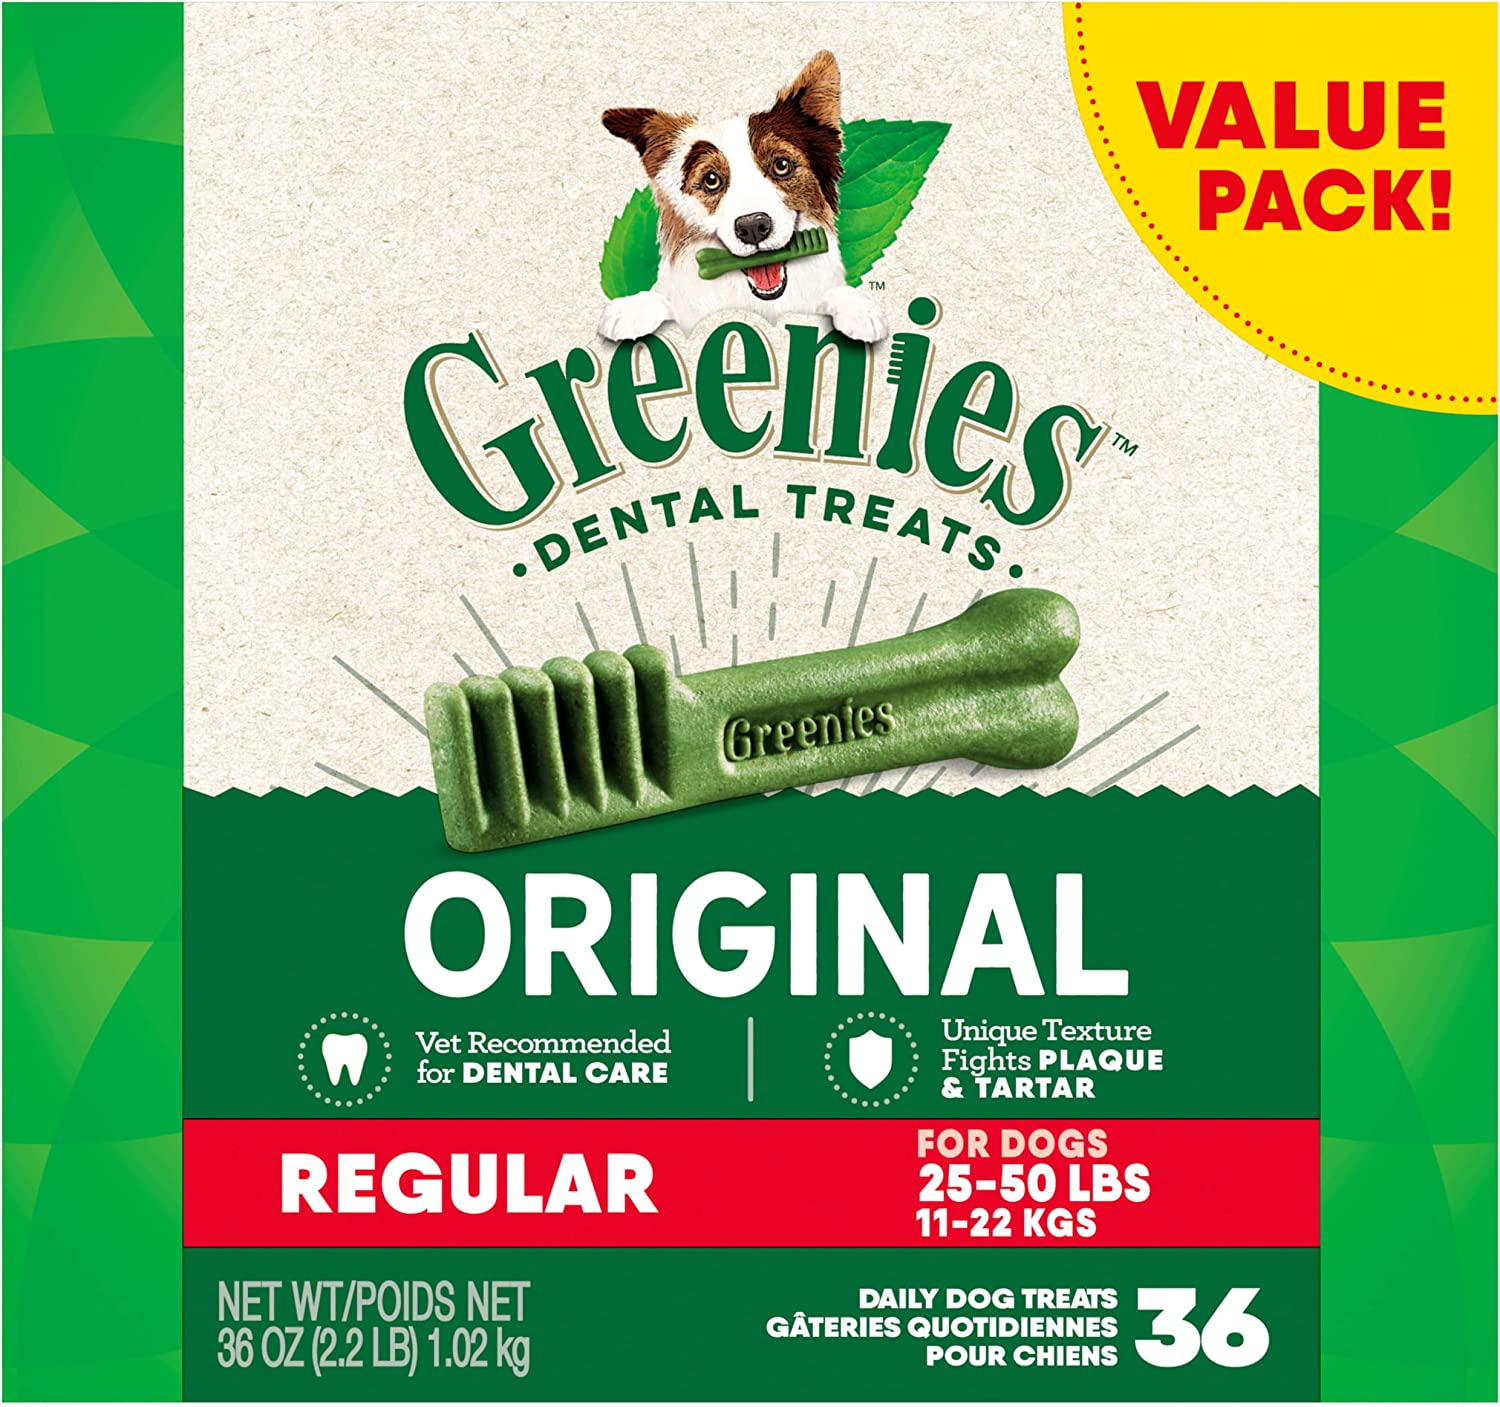 VALUE
PACK!
Greenies™
™
• DENTAL TREATS •
Greenies
ORIGINAL
Vet Recommended
for DENTAL CARE
Unique Texture
Fights PLAQUE
& TARTAR
REGULAR
FOR DOGS
25-50 LBS
11-22 KGS
NET WT/POIDS NET
36 OZ (2.2 LB) 1.02 kg
DAILY DOG TREATS
GÂTERIES QUOTIDIENNES
POUR CHIENS
36